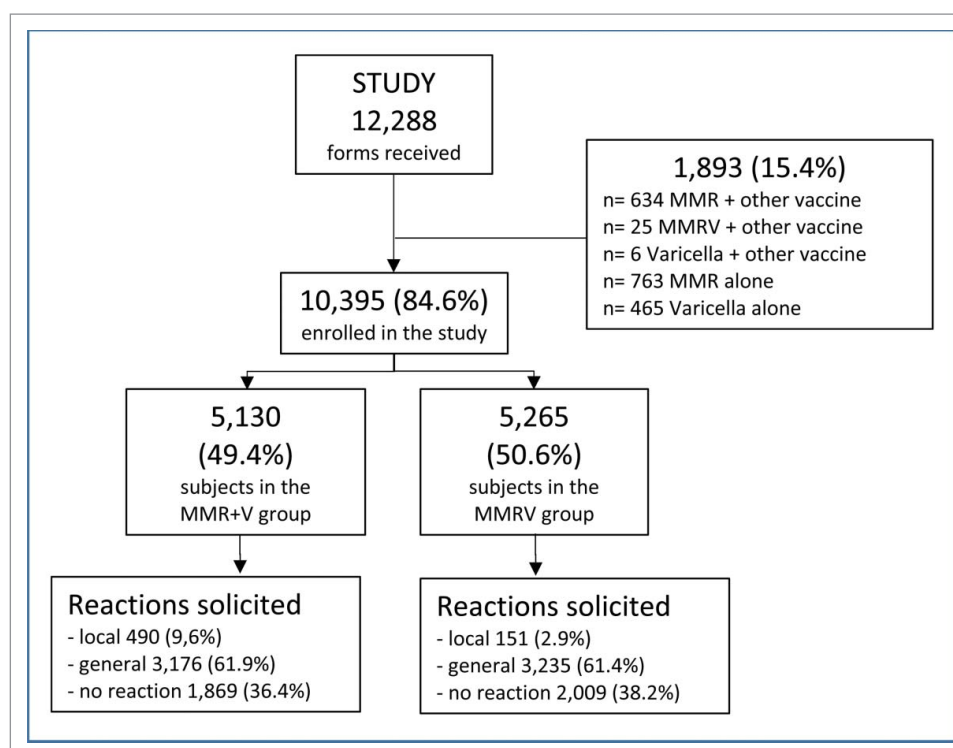 STUDY
12,288
forms received
1,893 (15.4%)
n= 634 MMR + other vaccine
n= 25 MMRV + other vaccine
n= 6 Varicella + other vaccine
n= 763 MMR alone
n= 465 Varicella alone
10,395 (84.6%)
enrolled in the study
5,130
(49.4%)
subjects in the
MMR+V group
5,265
(50.6%)
subjects in the
MMRV group
Reactions solicited
- local 490 (9,6%)
- general 3,176 (61.9%)
- no reaction 1,869 (36.4%)
Reactions solicited
- local 151 (2.9%)
- general 3,235 (61.4%)
- no reaction 2,009 (38.2%)